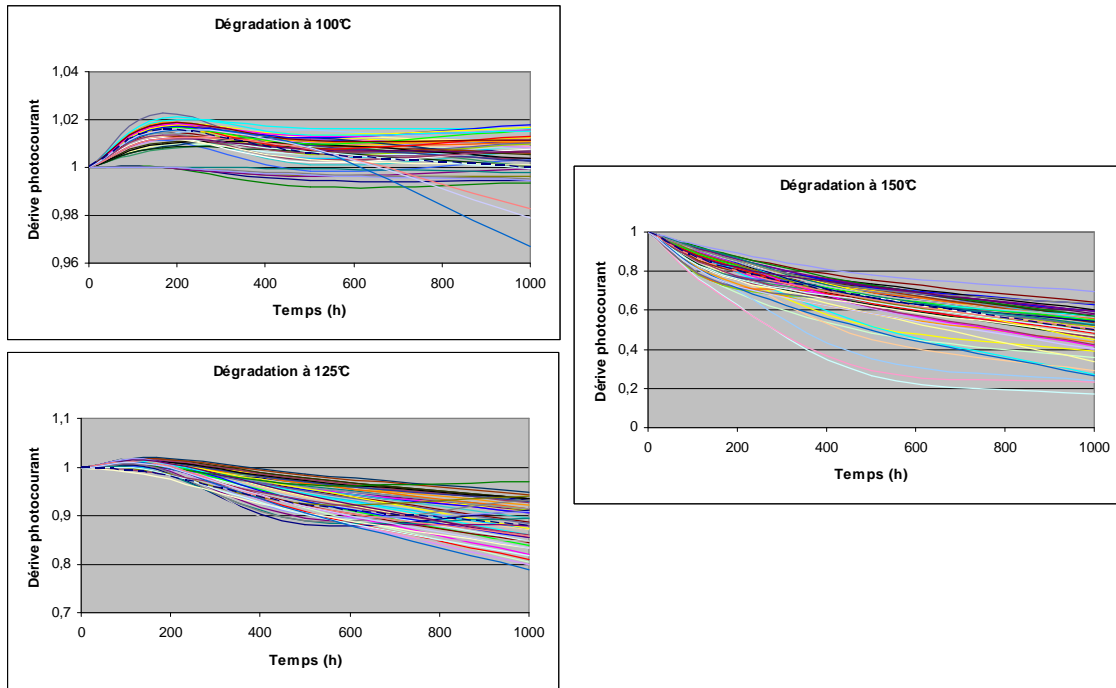 Dégradation à 100°C
Dérive photocourant
1,04
1,02
1
0,98
0,96
0 200 400 600 800 1000
Temps (h)
Dégradation à 125°C
Dérive photocourant
1,1
1
0,9
0,8
0,7
0 200 400 600 800 1000
Temps (h)
Dégradation à 150°C
Dérive photocourant
1
0,8
0,6
0,4
0,2
0
0 200 400 600 800 1000
Temps (h)